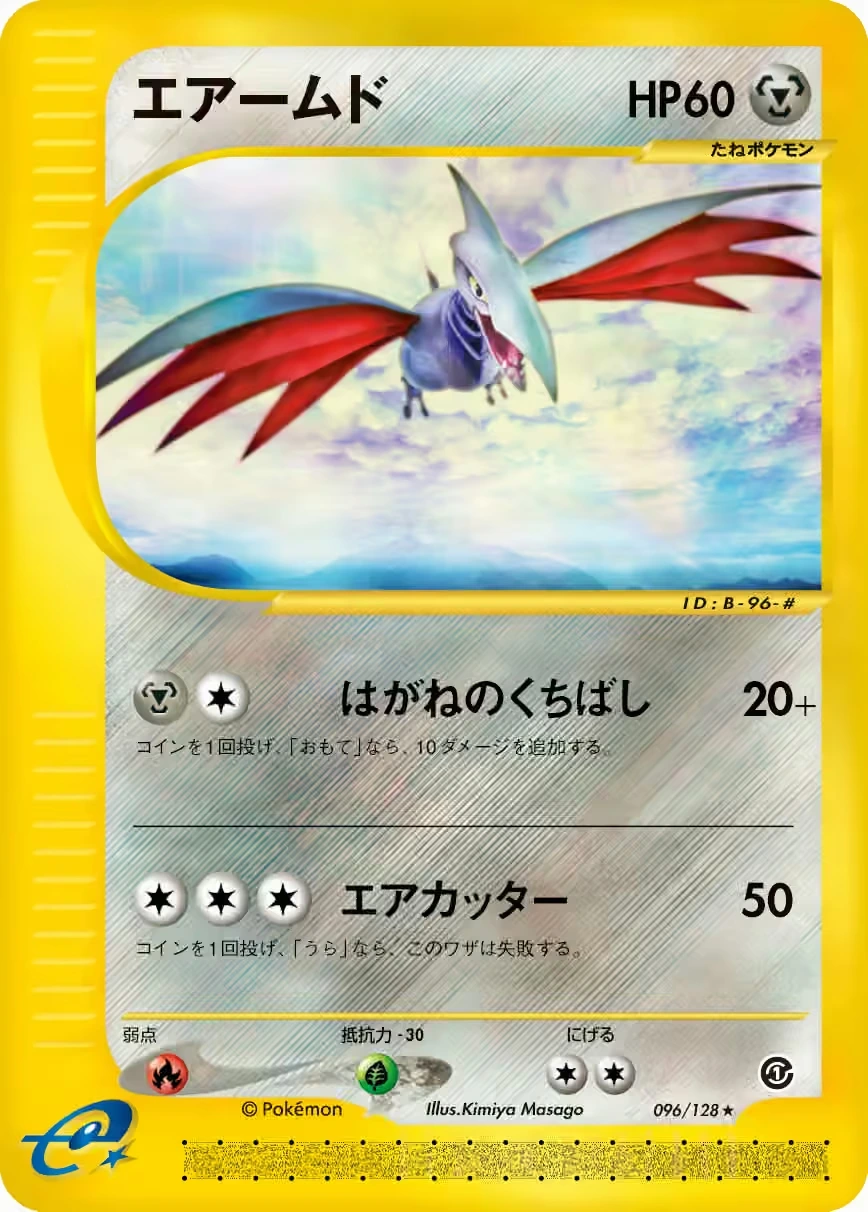 エアームド HP60
たねポケモン
ID:B-96-#
はがねのくちばし 20+
コインを1回投げ、「おもて」なら、10ダメージを追加する。
エアカッター 50
コインを1回投げ、「うら」なら、このワザは失敗する。
弱点 抵抗力-30 にげる
©Pokémon Illus.Kimiya Masago 096/128★